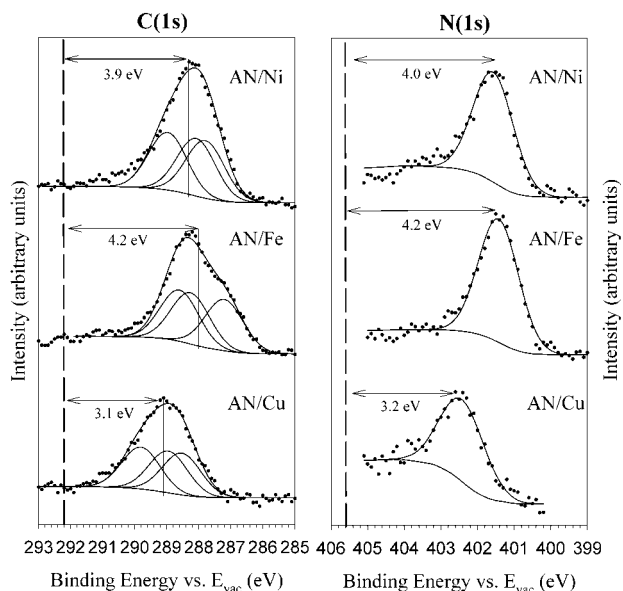 C(1s)
N(1s)
3.9 eV
AN/Ni
4.0 eV
AN/Ni
4.2 eV
AN/Fe
4.2 eV
AN/Fe
3.1 eV
AN/Cu
3.2 eV
AN/Cu
Intensity (arbitrary units)
Intensity (arbitrary units)
293 292 291 290 289 288 287 286 285
406 405 404 403 402 401 400 399
Binding Energy vs. E_vac (eV)
Binding Energy vs. E_vac (eV)